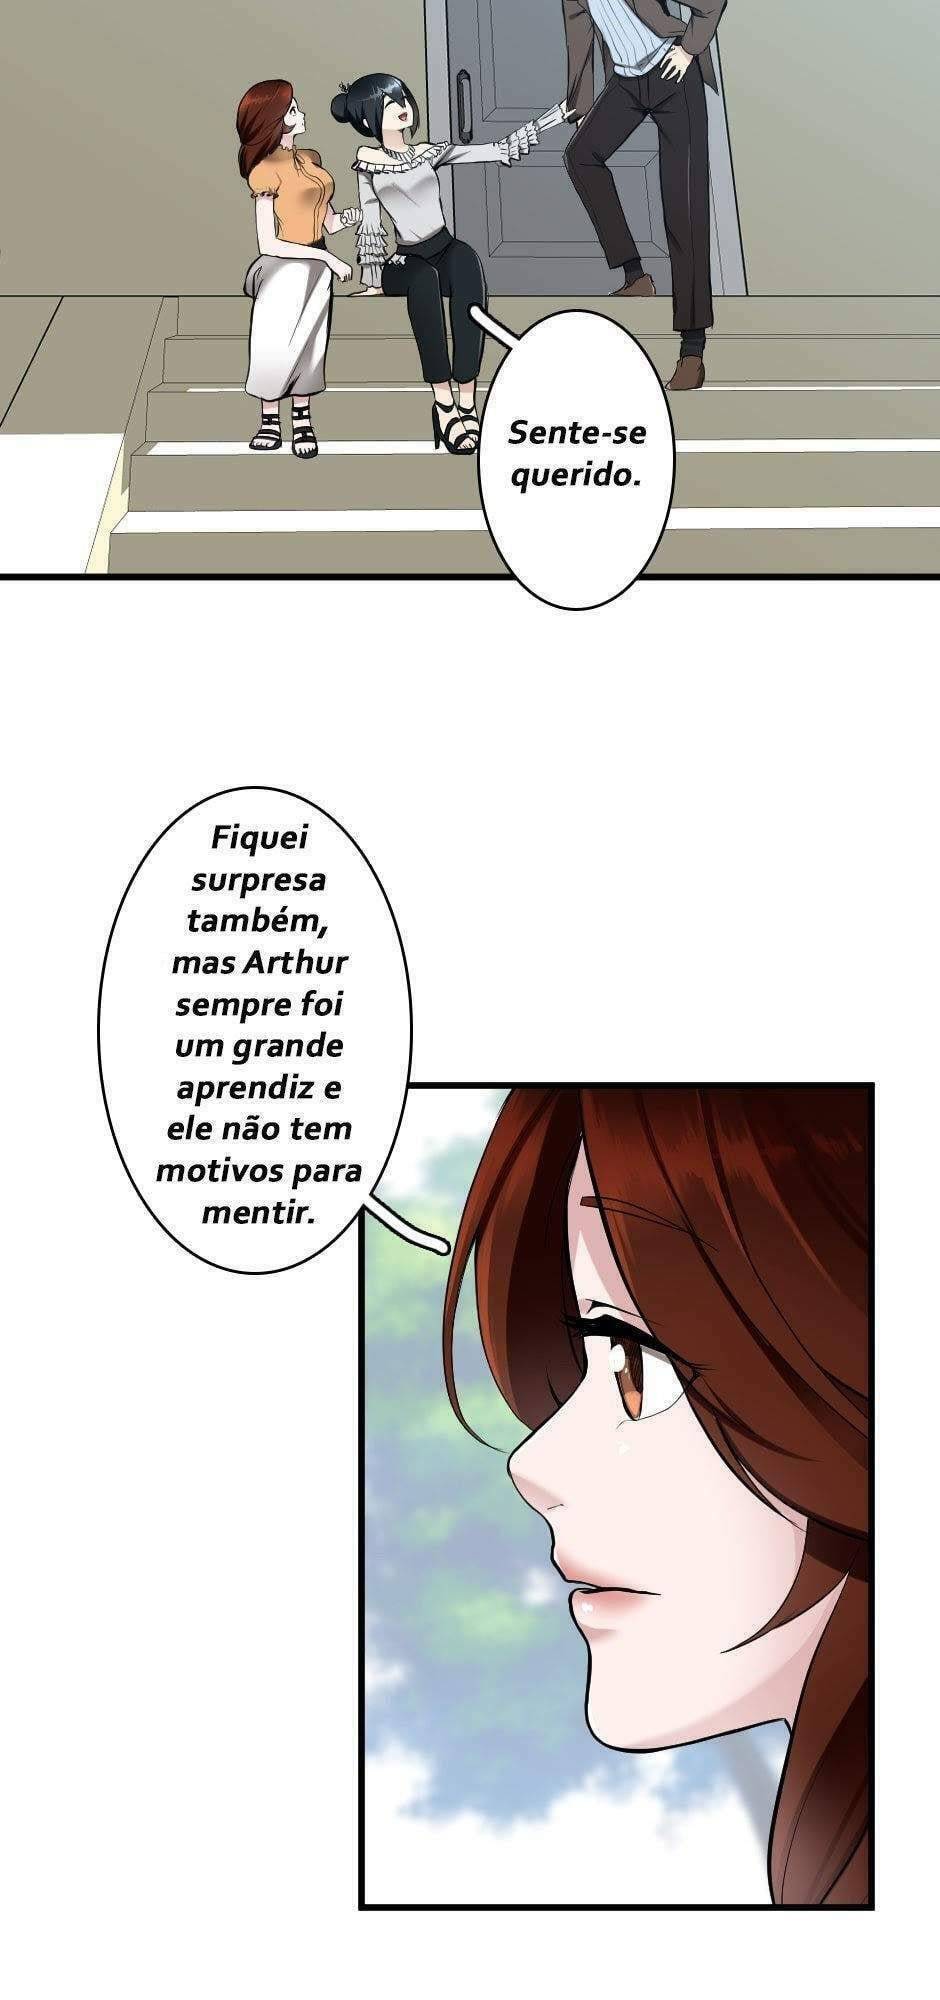 Sente-se
querido.
Fiquei
surpresa
também,
mas Arthur
sempre foi
um grande
aprendiz e
ele não tem
motivos para
mentir.